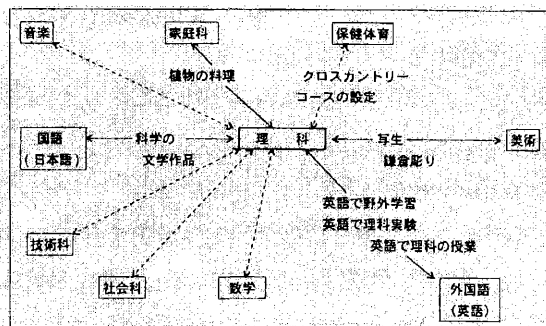 音楽
家庭科
保健体育
植物の料理
クロスカントリー
コースの設定
国語
(日本語)
科学の
文学作品
理 科
写生
鎌倉彫り
美術
英語で野外学習
英語で理科実験
英語で理科の授業
技術科
社会科
数学
外国語
(英語)